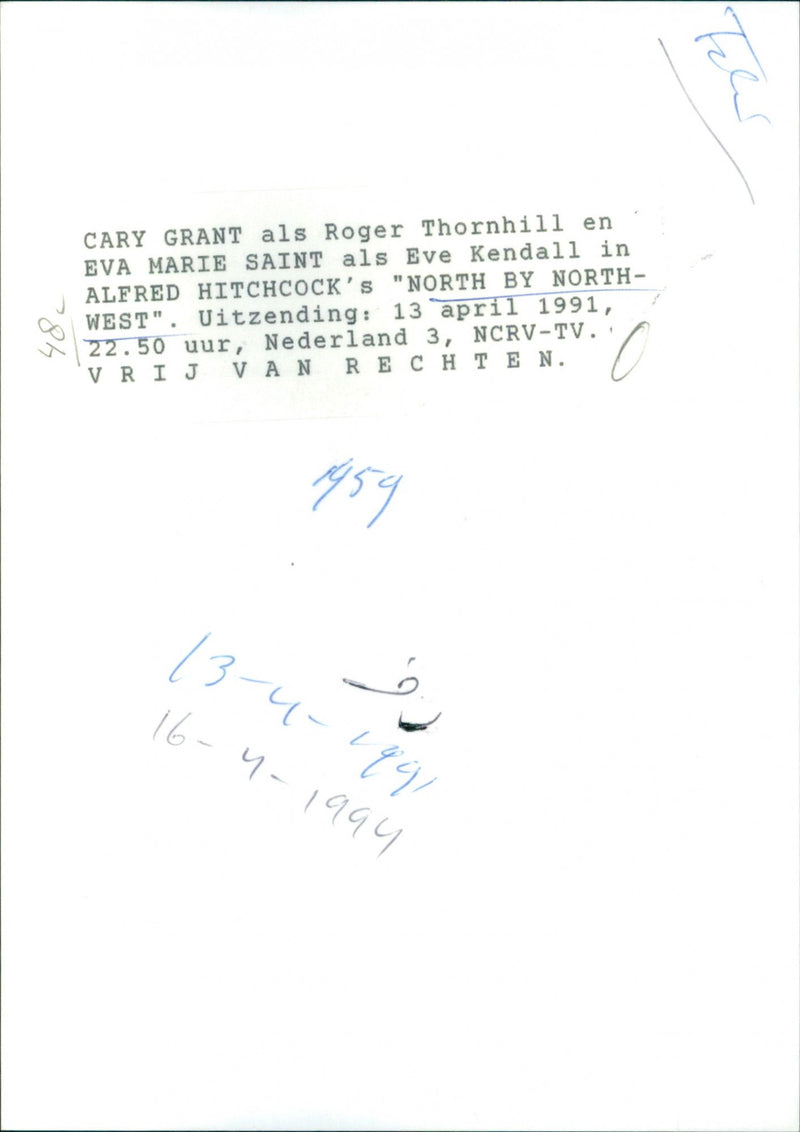 CARY GRANT als Roger Thornhill en
EVA MARIE SAINT als Eve Kendall in
ALFRED HITCHCOCK's "NORTH BY NORTH-
WEST". Uitzending: 13 april 1991,
22.50 uur, Nederland 3, NCRV-TV.
V R I J  V A N  R E C H T E N.
48
1959
13-4-1991
16-4-1994